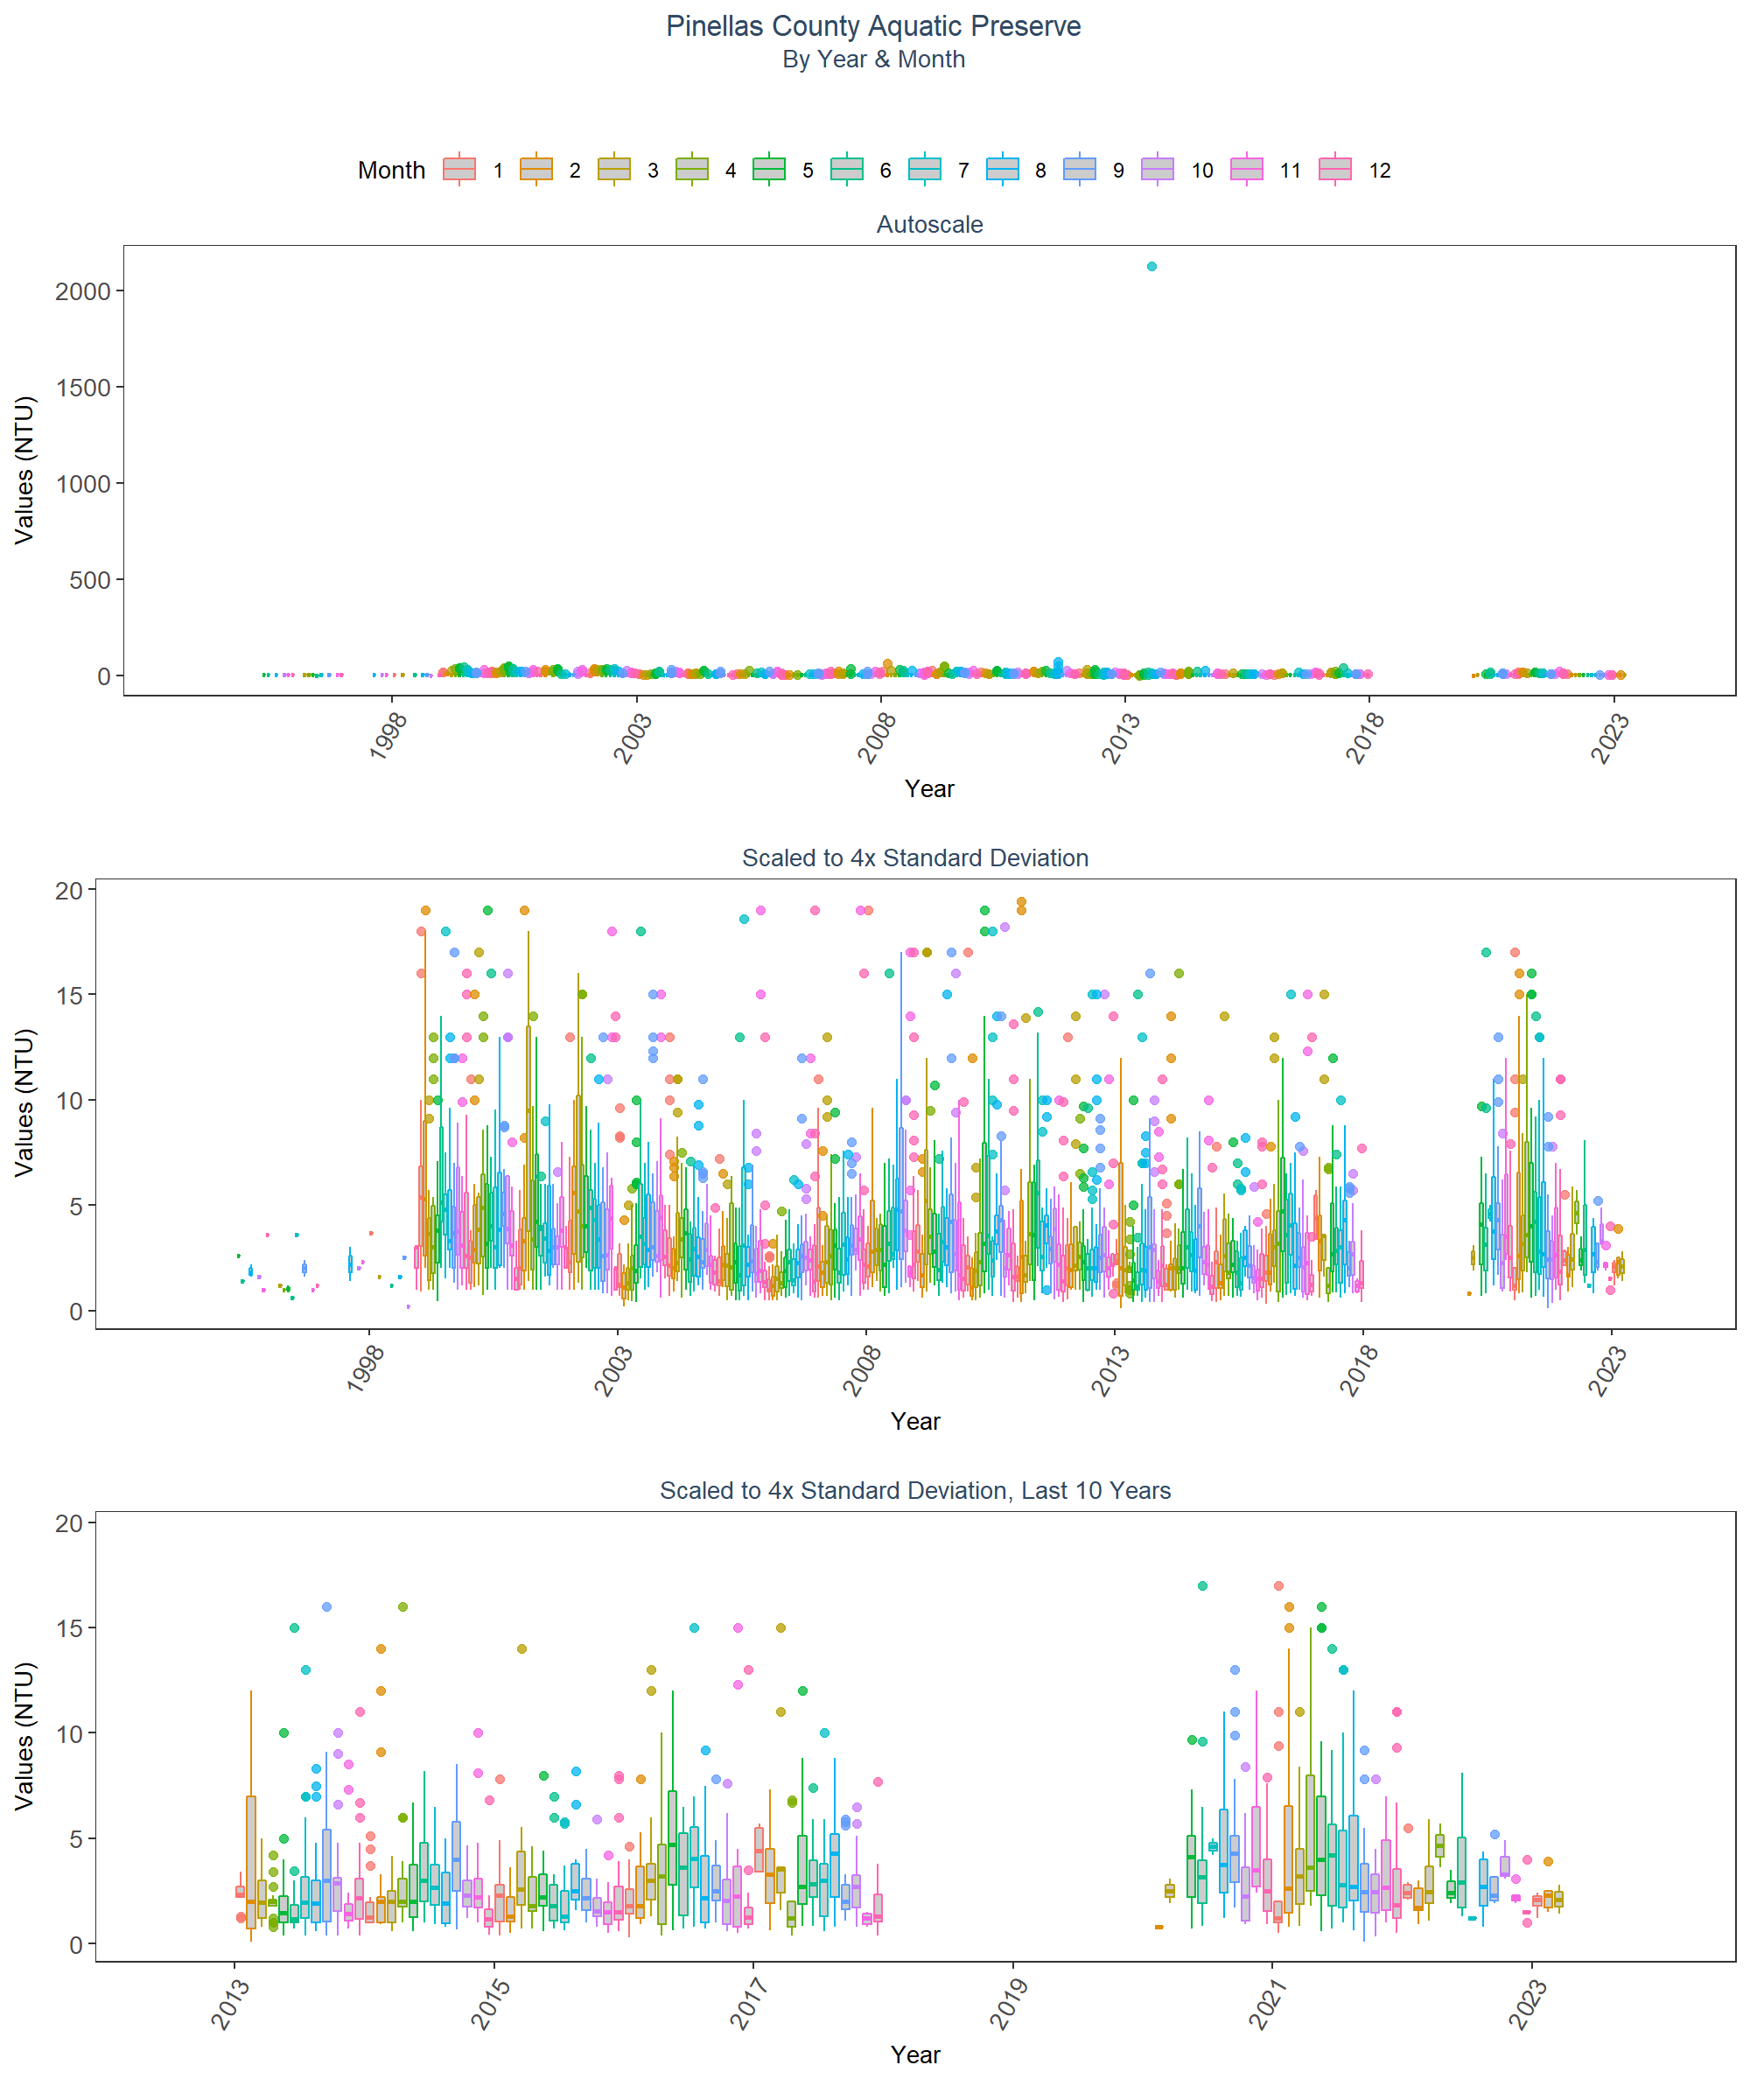 Pinellas County Aquatic Preserve
By Year & Month
Month 1 2 3 4 5 6 7 8 9 10 11 12
Autoscale
Values (NTU)
2000
1500
1000
500
0
1998 2003 2008 2013 2018 2023
Year
Scaled to 4x Standard Deviation
Values (NTU)
20
15
10
5
0
1998 2003 2008 2013 2018 2023
Year
Scaled to 4x Standard Deviation, Last 10 Years
Values (NTU)
20
15
10
5
0
2013 2015 2017 2019 2021 2023
Year